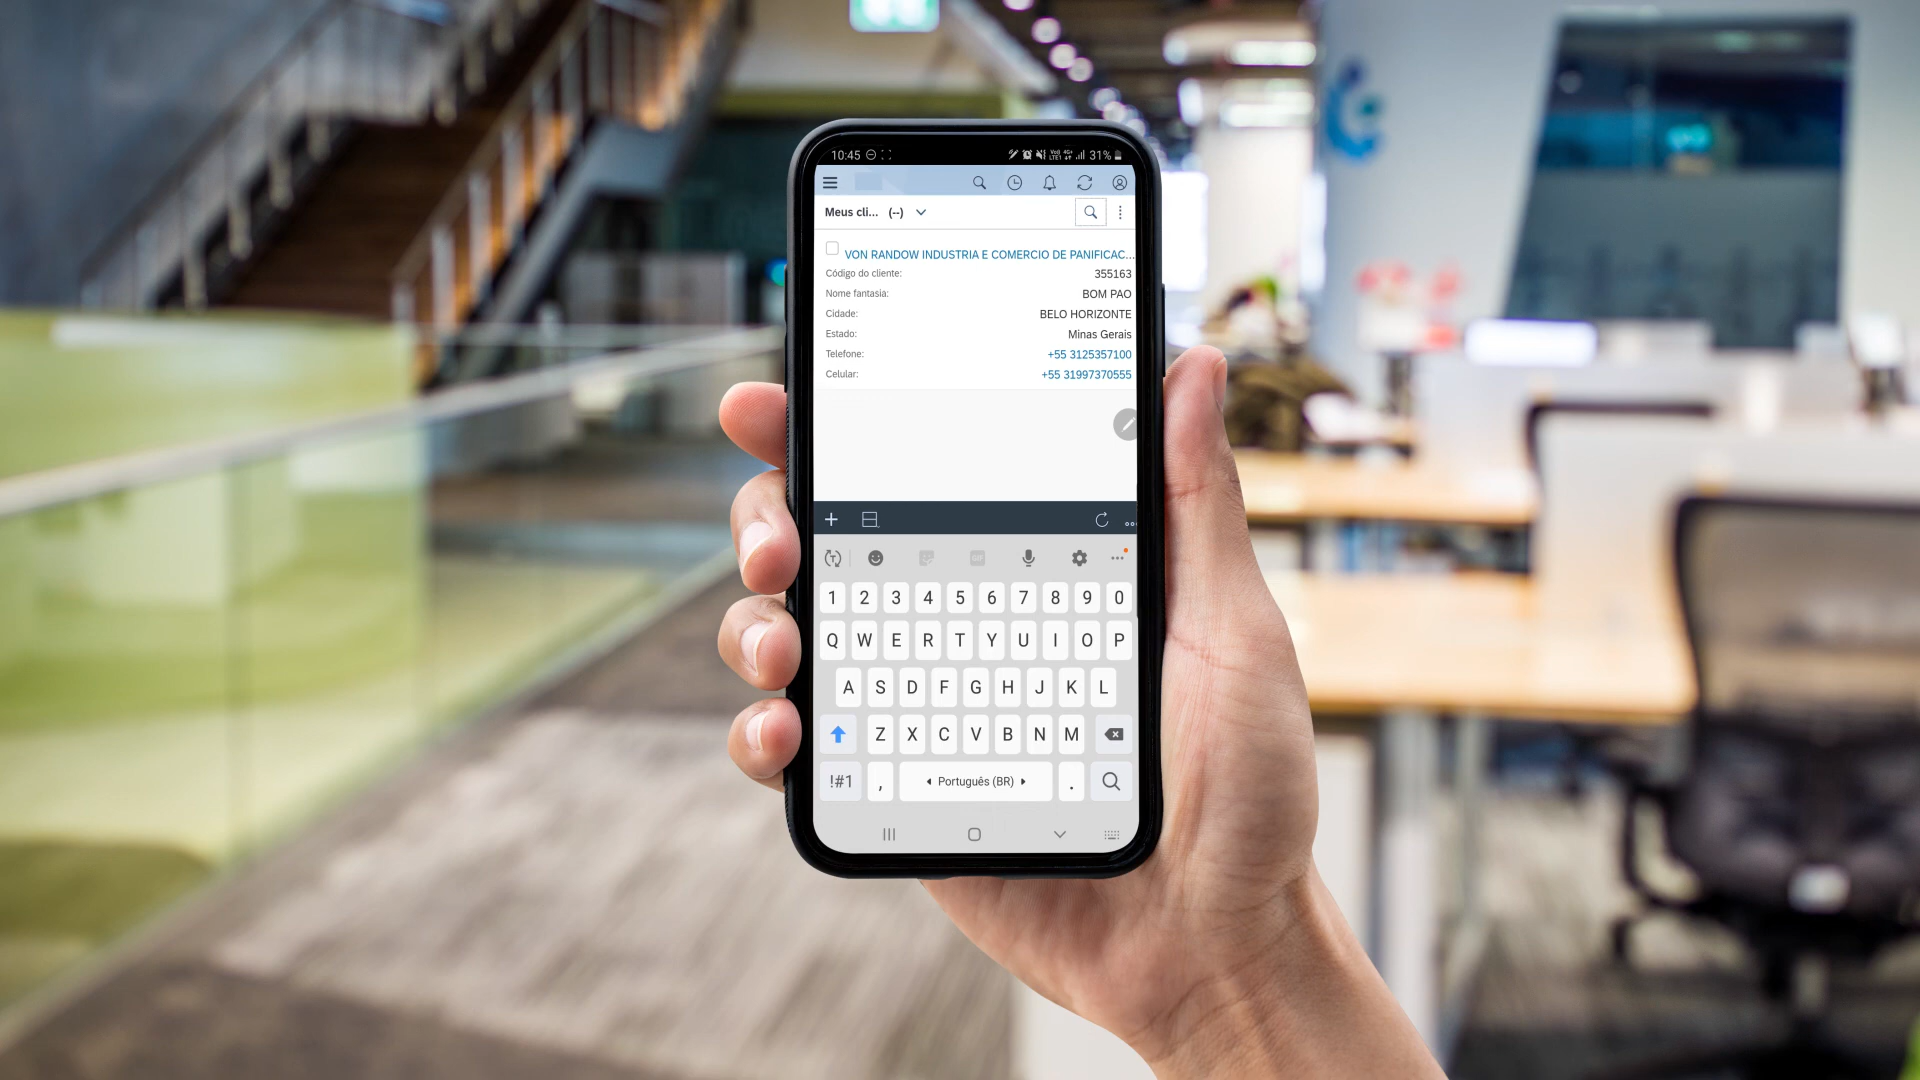 10:45 31%
Meus cli... (--)
VON RANDOW INDUSTRIA E COMERCIO DE PANIFICAC...
Código do cliente: 355163
Nome fantasia: BOM PAO
Cidade: BELO HORIZONTE
Estado: Minas Gerais
Telefone: +55 3125357100
Celular: +55 31997370555
1 2 3 4 5 6 7 8 9 0
Q W E R T Y U I O P
A S D F G H J K L
Z X C V B N M
!#1 , Português (BR) .